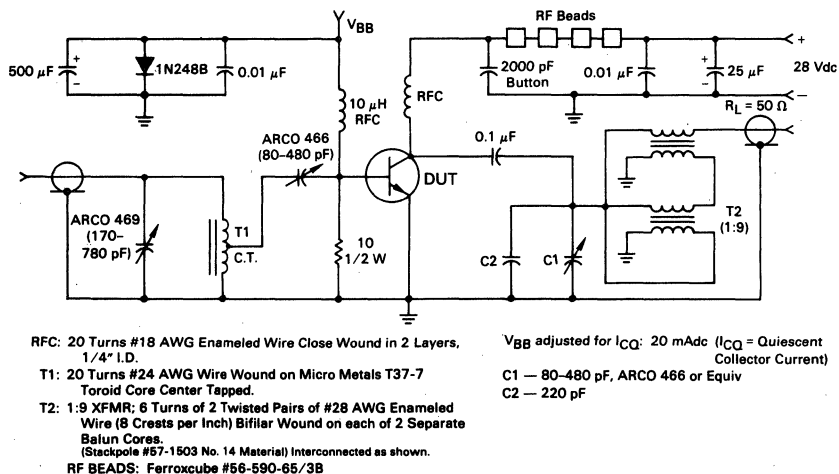 RF Beads
VBB
500 μF
+
−
1N248B
0.01 μF
2000 pF
Button
0.01 μF
+
−
25 μF
+
28 Vdc
−
10 μH
RFC
RFC
RL = 50 Ω
ARCO 466
(80–480 pF)
0.1 μF
DUT
ARCO 469
(170–
780 pF)
T1
C.T.
10
1/2 W
C2
C1
T2
(1:9)
RFC: 20 Turns #18 AWG Enameled Wire Close Wound in 2 Layers,
1/4" I.D.
T1: 20 Turns #24 AWG Wire Wound on Micro Metals T37-7
Toroid Core Center Tapped.
T2: 1:9 XFMR; 6 Turns of 2 Twisted Pairs of #28 AWG Enameled
Wire (8 Crests per Inch) Bifilar Wound on each of 2 Separate
Balun Cores.
(Stackpole #57-1503 No. 14 Material) Interconnected as shown.
RF BEADS: Ferroxcube #56-590-65/3B
VBB adjusted for ICQ: 20 mAdc (ICQ = Quiescent
Collector Current)
C1 — 80–480 pF, ARCO 466 or Equiv
C2 — 220 pF